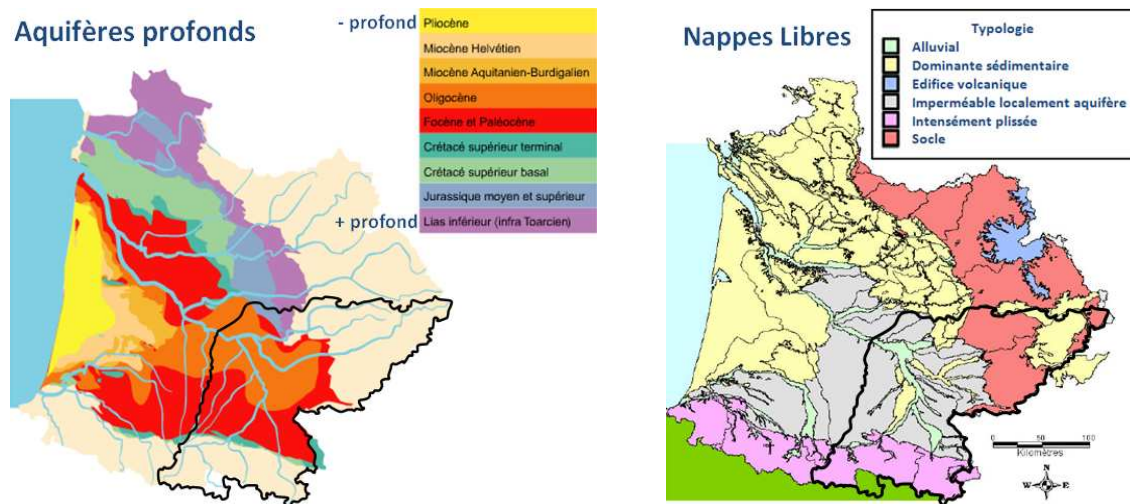 Aquifères profonds
- profond
Pliocène
Miocène Helvétien
Miocène Aquitanien-Burdigalien
Oligocène
Focène et Paléocène
Crétacé supérieur terminal
Crétacé supérieur basal
Jurassique moyen et supérieur
+ profond
Lias inférieur (infra Toarcien)
Nappes Libres
Typologie
Alluvial
Dominante sédimentaire
Edifice volcanique
Imperméable localement aquifère
Intensément plissée
Socle
0 50 100
Kilomètres
N
W E
S